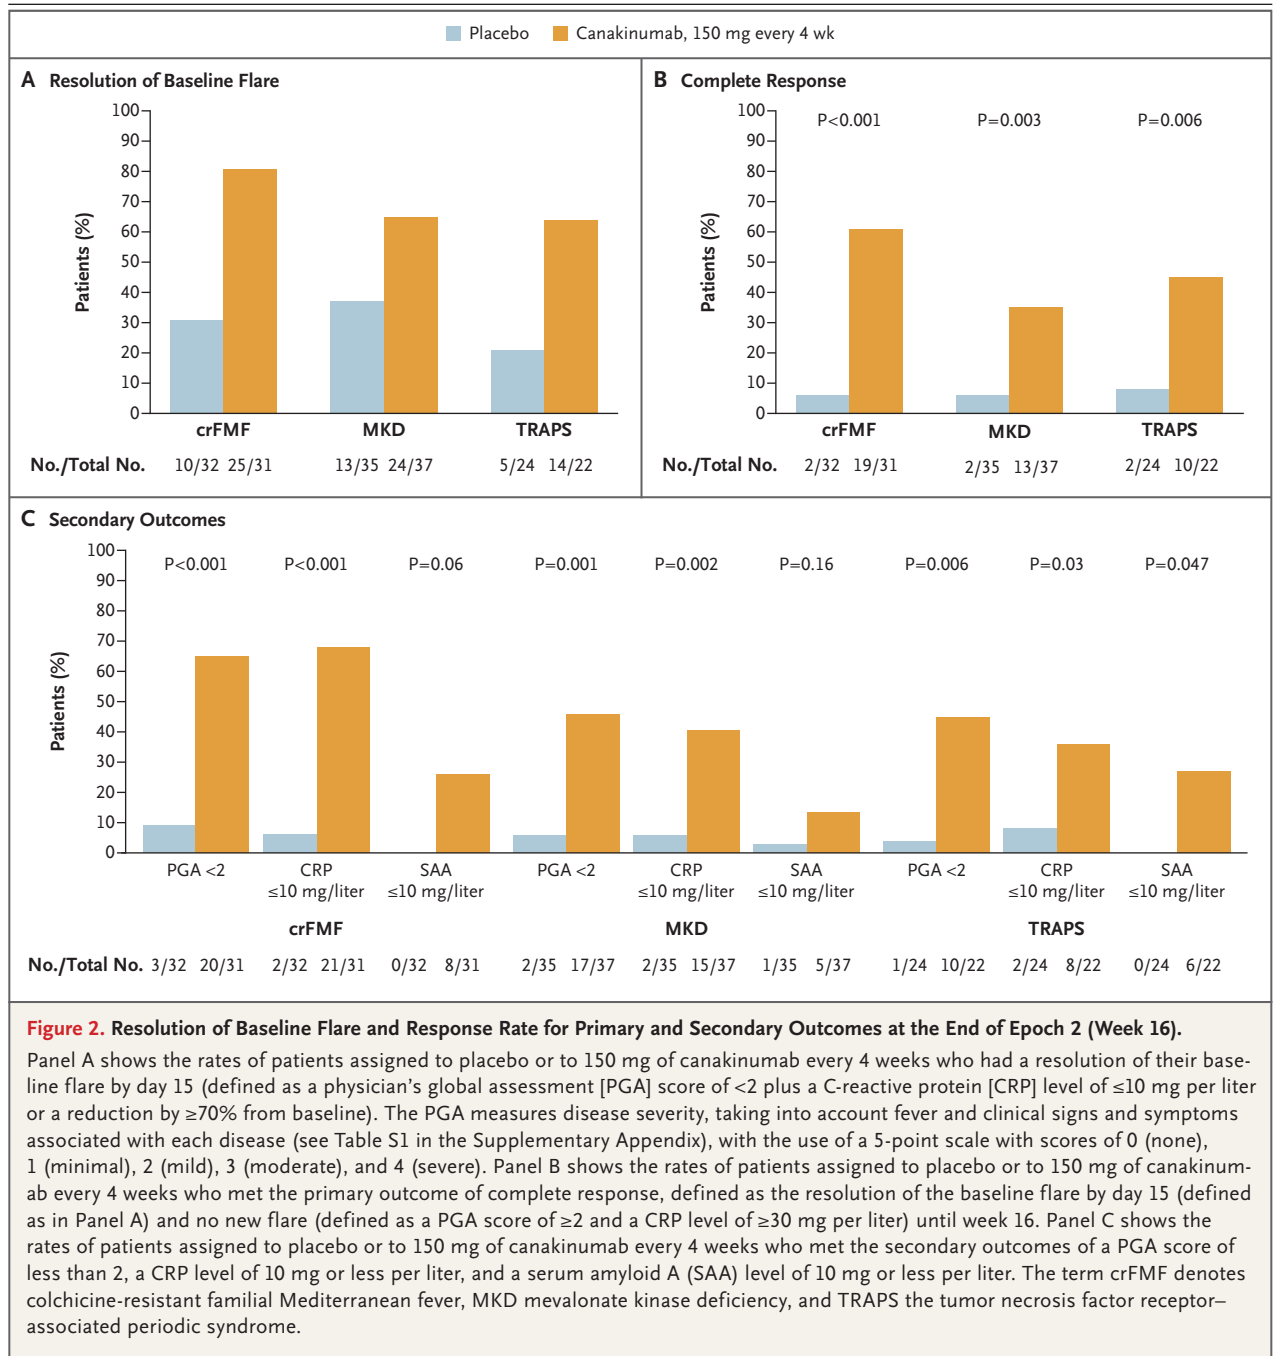 Placebo Canakinumab, 150 mg every 4 wk
A Resolution of Baseline Flare
Patients (%)
100
90
80
70
60
50
40
30
20
10
0
crFMF MKD TRAPS
No./Total No. 10/32 25/31 13/35 24/37 5/24 14/22
B Complete Response
Patients (%)
100
90
80
70
60
50
40
30
20
10
0
P<0.001 P=0.003 P=0.006
crFMF MKD TRAPS
No./Total No. 2/32 19/31 2/35 13/37 2/24 10/22
C Secondary Outcomes
Patients (%)
100
90
80
70
60
50
40
30
20
10
0
P<0.001 P<0.001 P=0.06 P=0.001 P=0.002 P=0.16 P=0.006 P=0.03 P=0.047
PGA <2 CRP SAA PGA <2 CRP SAA PGA <2 CRP SAA
≤10 mg/liter ≤10 mg/liter ≤10 mg/liter ≤10 mg/liter ≤10 mg/liter ≤10 mg/liter
crFMF MKD TRAPS
No./Total No. 3/32 20/31 2/32 21/31 0/32 8/31 2/35 17/37 2/35 15/37 1/35 5/37 1/24 10/22 2/24 8/22 0/24 6/22
Figure 2. Resolution of Baseline Flare and Response Rate for Primary and Secondary Outcomes at the End of Epoch 2 (Week 16).
Panel A shows the rates of patients assigned to placebo or to 150 mg of canakinumab every 4 weeks who had a resolution of their base-
line flare by day 15 (defined as a physician's global assessment [PGA] score of <2 plus a C-reactive protein [CRP] level of ≤10 mg per liter
or a reduction by ≥70% from baseline). The PGA measures disease severity, taking into account fever and clinical signs and symptoms
associated with each disease (see Table S1 in the Supplementary Appendix), with the use of a 5-point scale with scores of 0 (none),
1 (minimal), 2 (mild), 3 (moderate), and 4 (severe). Panel B shows the rates of patients assigned to placebo or to 150 mg of canakinum-
ab every 4 weeks who met the primary outcome of complete response, defined as the resolution of the baseline flare by day 15 (defined
as in Panel A) and no new flare (defined as a PGA score of ≥2 and a CRP level of ≥30 mg per liter) until week 16. Panel C shows the
rates of patients assigned to placebo or to 150 mg of canakinumab every 4 weeks who met the secondary outcomes of a PGA score of
less than 2, a CRP level of 10 mg or less per liter, and a serum amyloid A (SAA) level of 10 mg or less per liter. The term crFMF denotes
colchicine-resistant familial Mediterranean fever, MKD mevalonate kinase deficiency, and TRAPS the tumor necrosis factor receptor–
associated periodic syndrome.